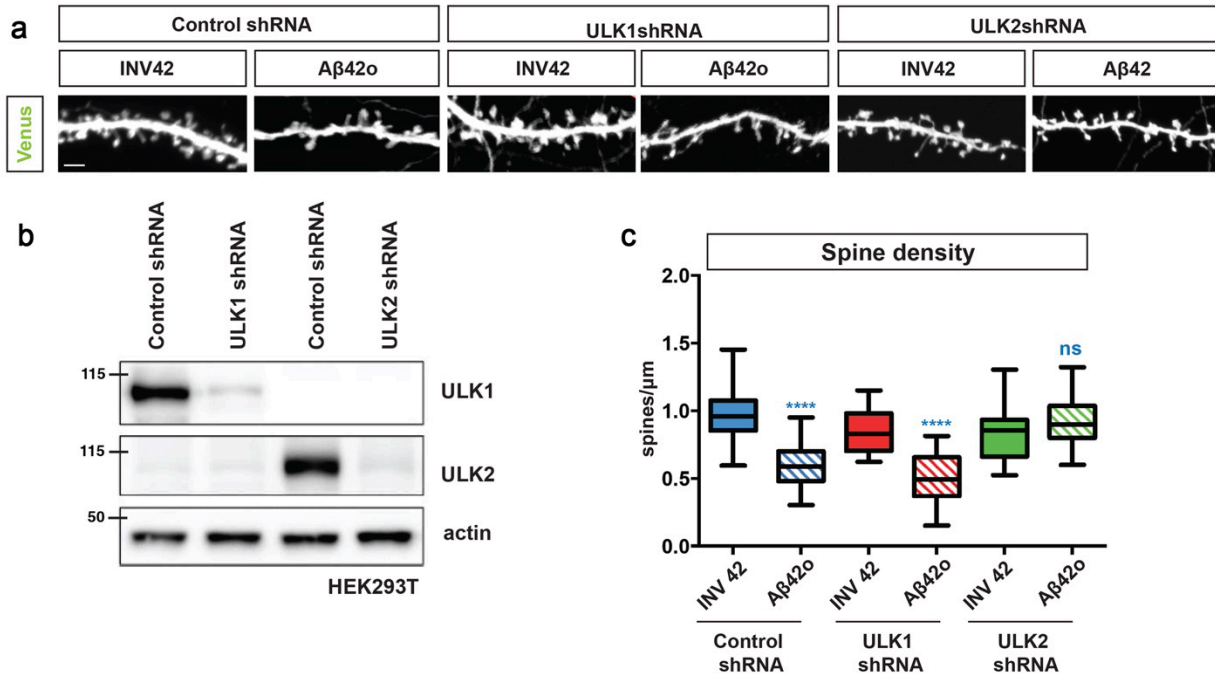 a
Control shRNA
ULK1shRNA
ULK2shRNA
INV42
Aβ42o
INV42
Aβ42o
INV42
Aβ42
Venus
b
Control shRNA
ULK1 shRNA
Control shRNA
ULK2 shRNA
115
ULK1
115
ULK2
50
actin
HEK293T
c
Spine density
spines/µm
2.0
1.5
1.0
0.5
0.0
****
****
ns
INV 42
Aβ42o
INV 42
Aβ42o
INV 42
Aβ42o
Control
shRNA
ULK1
shRNA
ULK2
shRNA